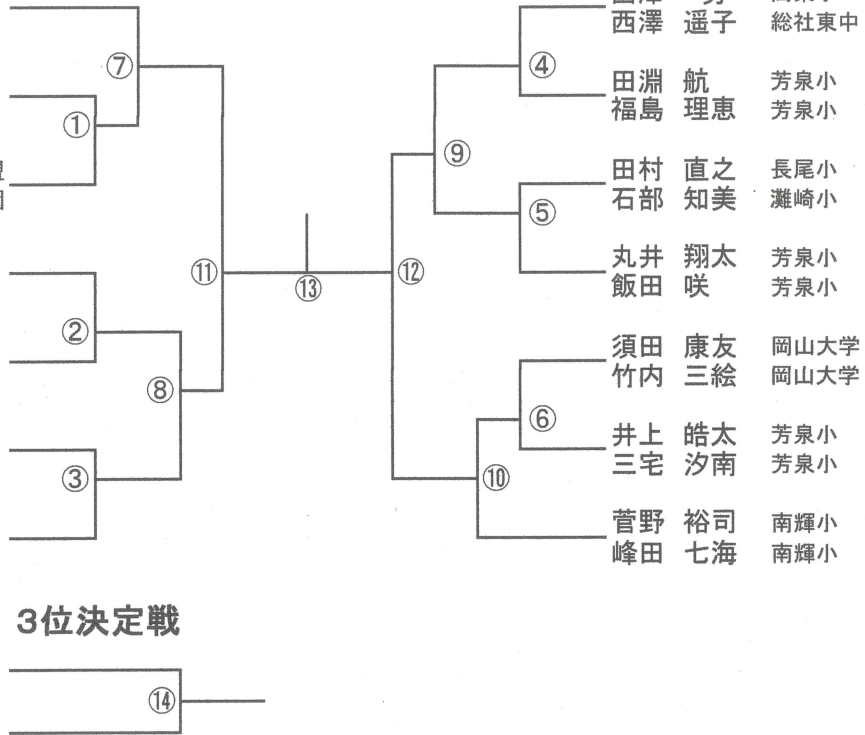 西澤 遥子 総社東中
⑦
④
田淵 航 芳泉小
福島 理恵 芳泉小
①
⑨
田村 直之 長尾小
石部 知美 灘崎小
⑤
丸井 翔太 芳泉小
飯田 咲 芳泉小
⑪
⑬
⑫
②
須田 康友 岡山大学
竹内 三絵 岡山大学
⑧
⑥
井上 皓太 芳泉小
三宅 汐南 芳泉小
③
⑩
菅野 裕司 南輝小
峰田 七海 南輝小
3位決定戦
⑭